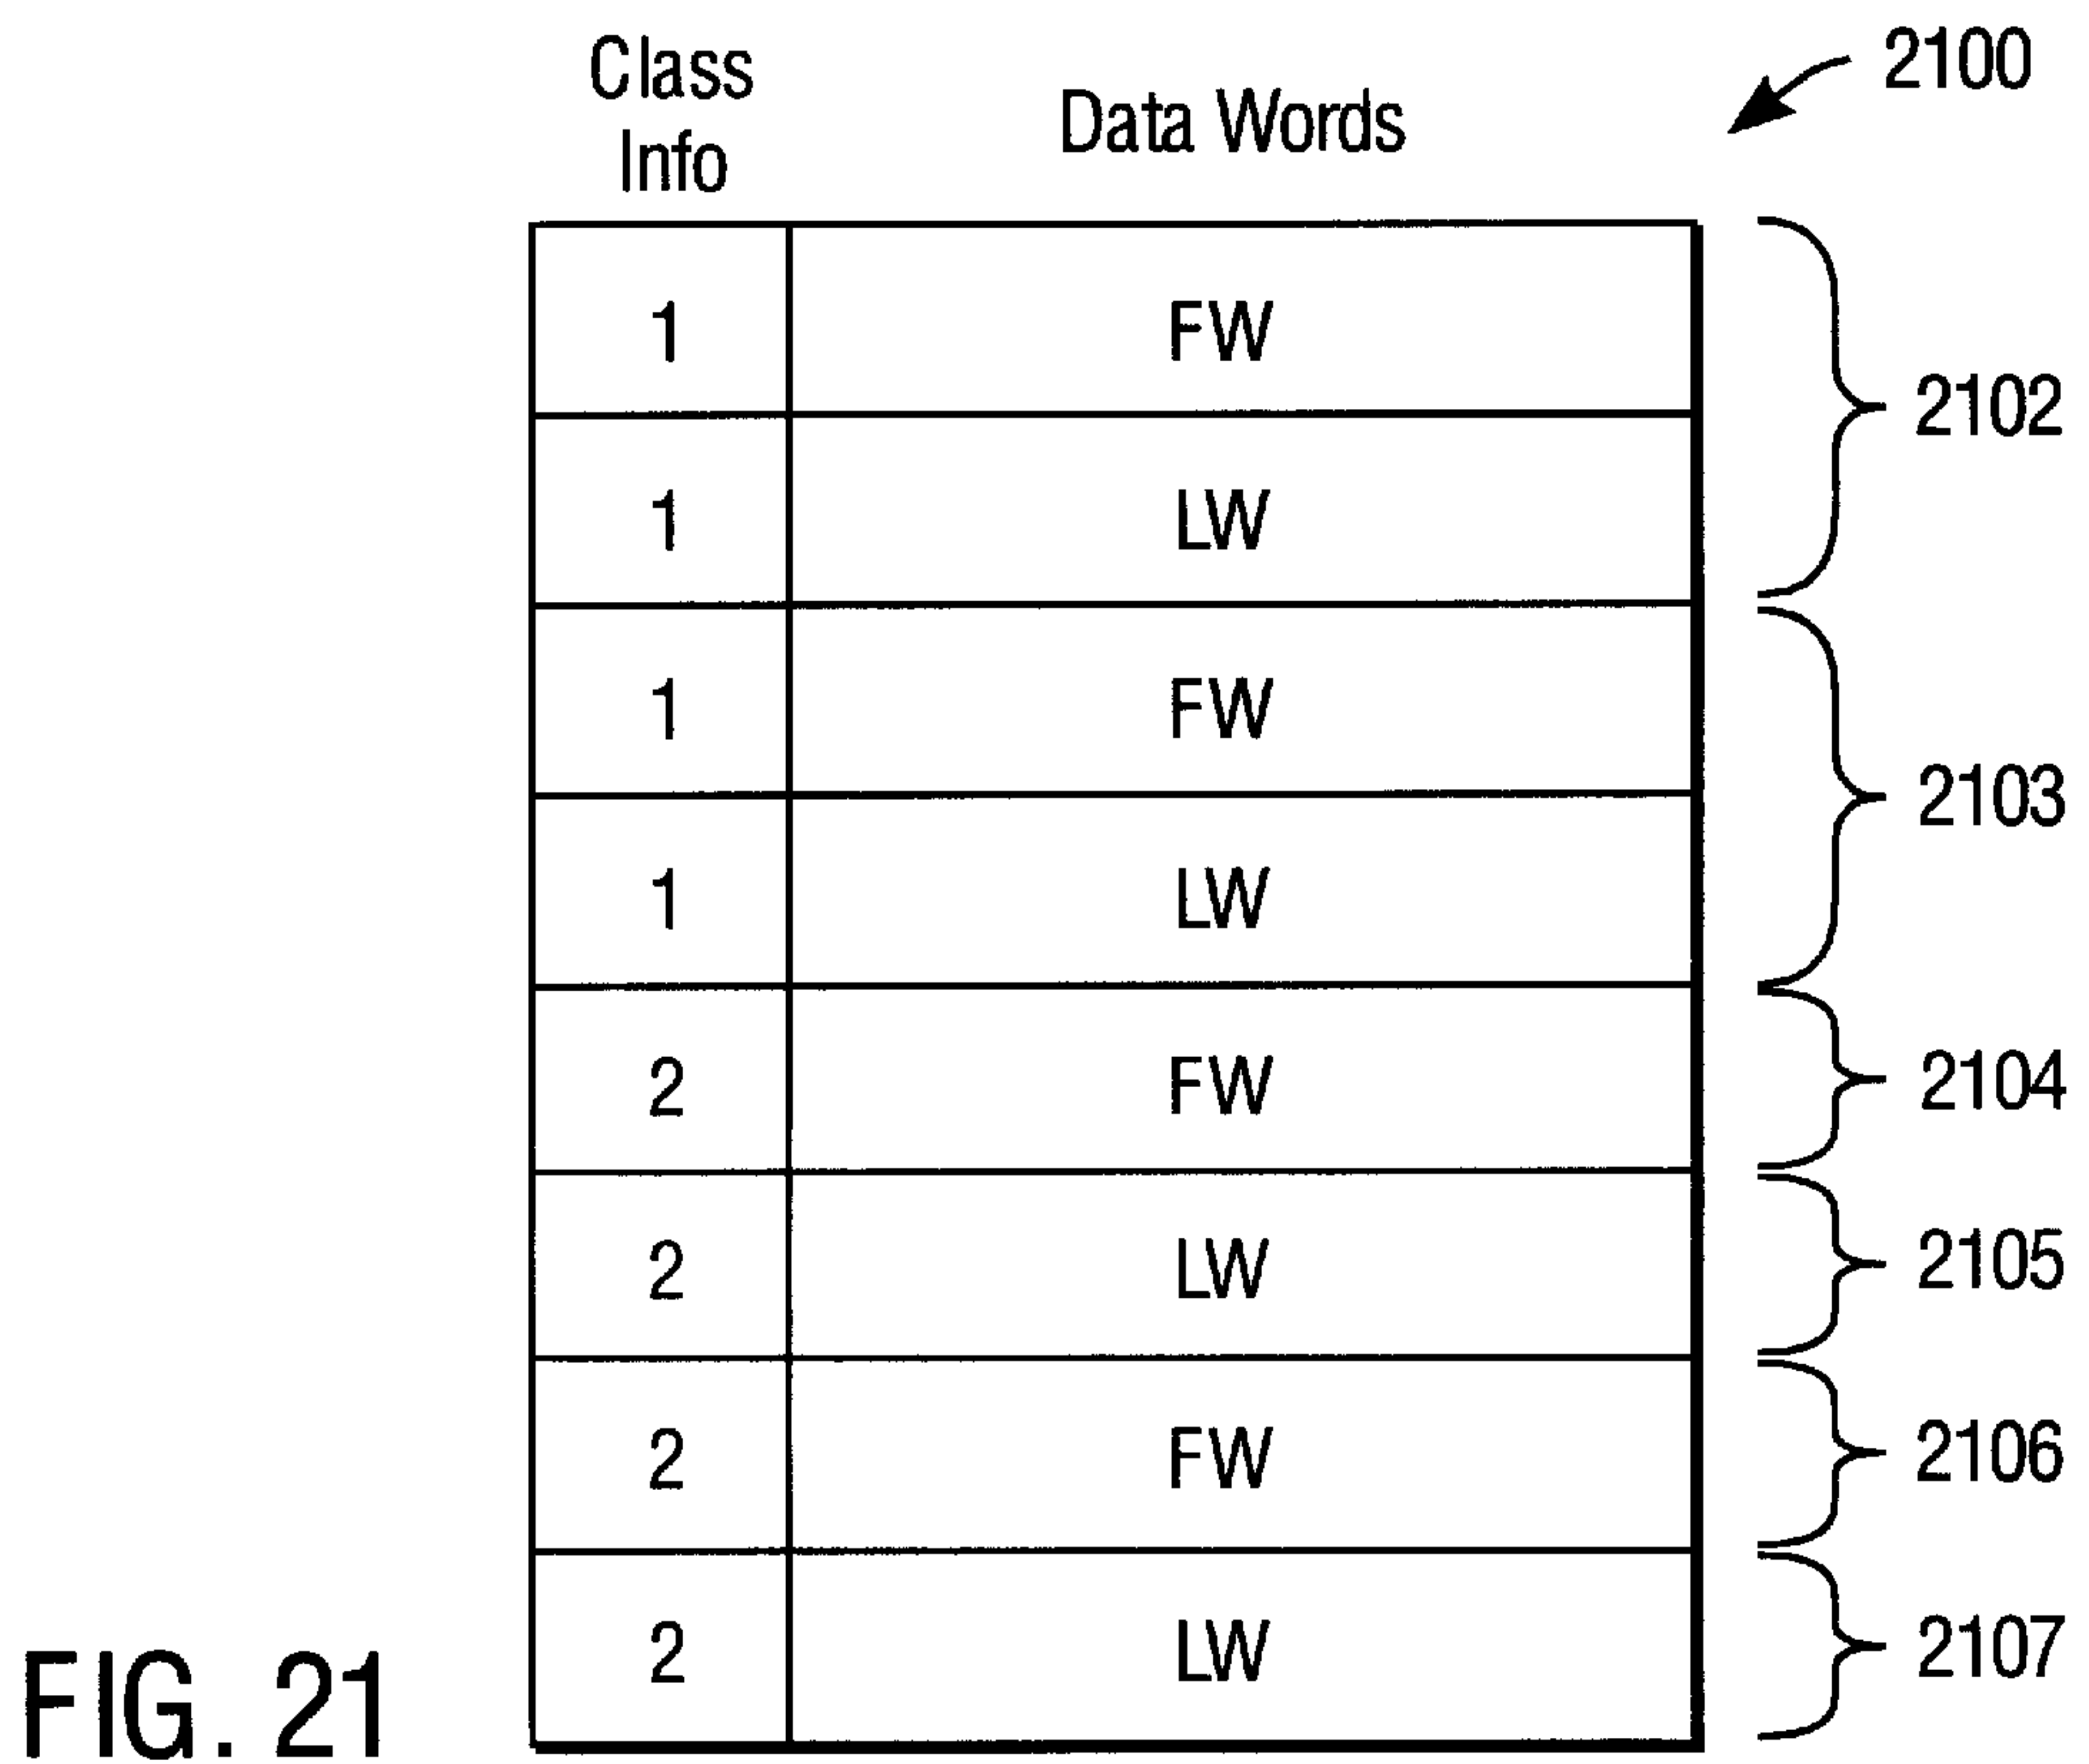 Class
Info
Data Words
2100
1 FW
2102
1 LW
1 FW
2103
1 LW
2 FW 2104
2 LW 2105
2 FW 2106
2 LW 2107
FIG. 21